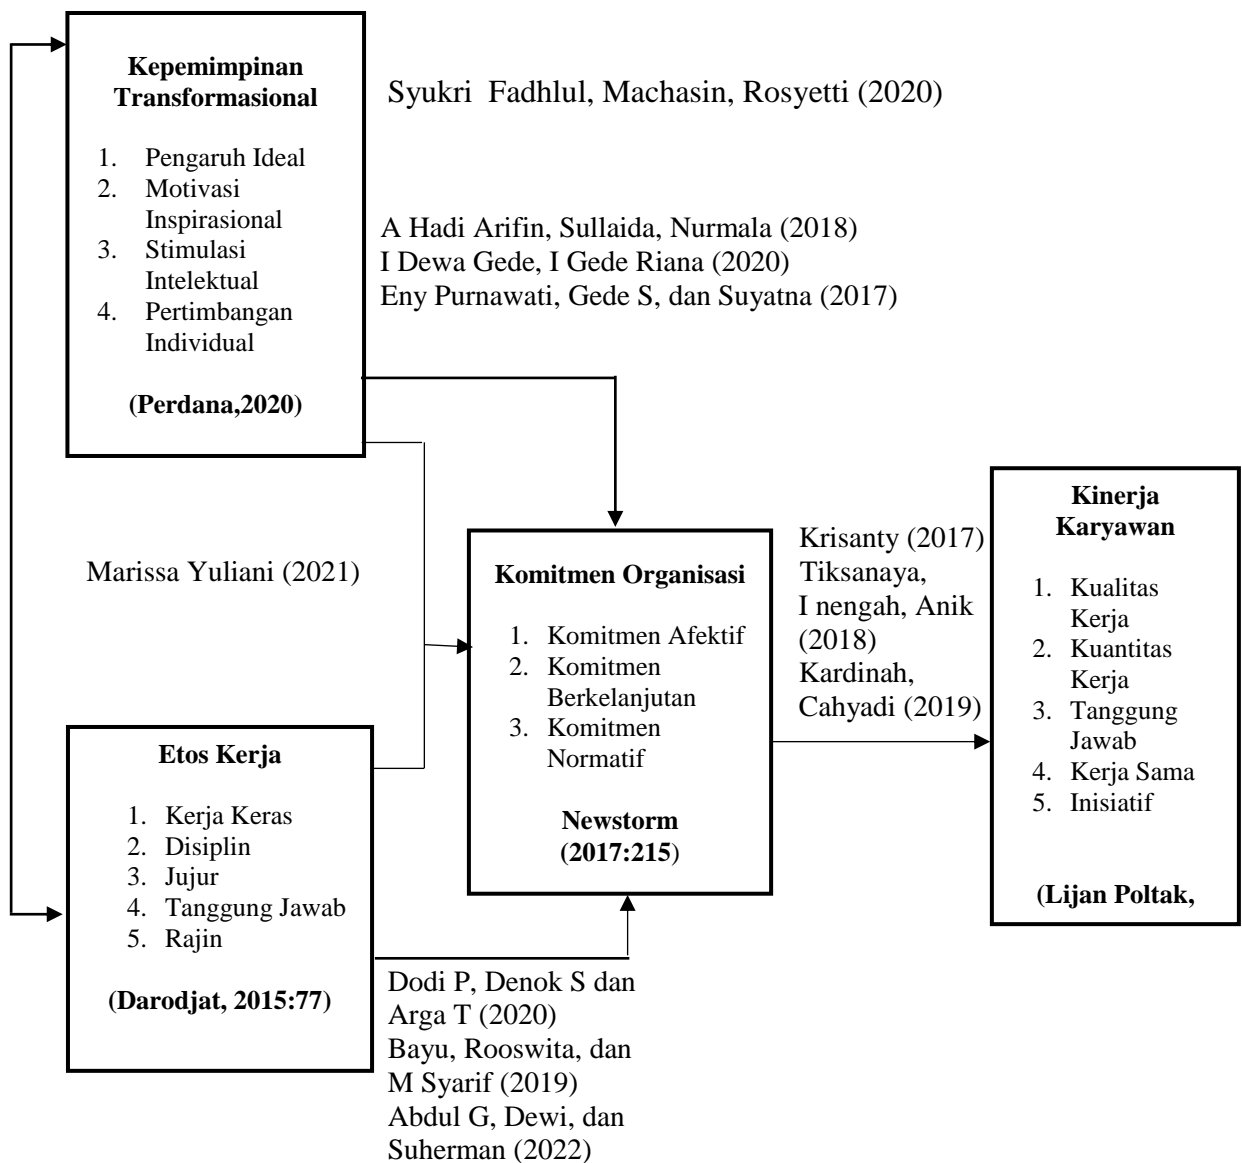 Kepemimpinan
Transformasional
1. Pengaruh Ideal
2. Motivasi
Inspirasional
3. Stimulasi
Intelektual
4. Pertimbangan
Individual
(Perdana,2020)
Syukri Fadhlul, Machasin, Rosyetti (2020)
A Hadi Arifin, Sullaida, Nurmala (2018)
I Dewa Gede, I Gede Riana (2020)
Eny Purnawati, Gede S, dan Suyatna (2017)
Marissa Yuliani (2021)
Etos Kerja
1. Kerja Keras
2. Disiplin
3. Jujur
4. Tanggung Jawab
5. Rajin
(Darodjat, 2015:77)
Komitmen Organisasi
1. Komitmen Afektif
2. Komitmen
Berkelanjutan
3. Komitmen
Normatif
Newstorm
(2017:215)
Dodi P, Denok S dan
Arga T (2020)
Bayu, Rooswita, dan
M Syarif (2019)
Abdul G, Dewi, dan
Suherman (2022)
Krisanty (2017)
Tiksanaya,
I nengah, Anik
(2018)
Kardinah,
Cahyadi (2019)
Kinerja
Karyawan
1. Kualitas
Kerja
2. Kuantitas
Kerja
3. Tanggung
Jawab
4. Kerja Sama
5. Inisiatif
(Lijan Poltak,